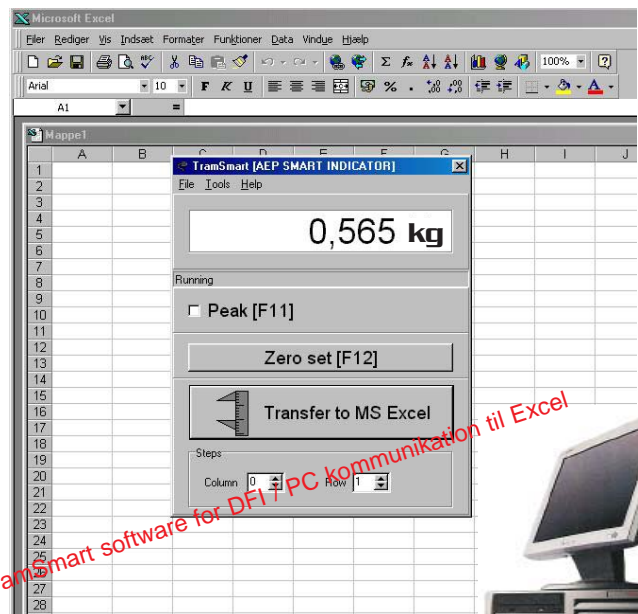 Microsoft Excel
Filer Rediger Vis Indsæt Formater Funktioner Data Vindue Hjælp
100%
Arial 10 F K U
A1 =
Mappe1
A B C D E F G H I J
TramSmart [AEP SMART INDICATOR]
File Tools Help
0,565 kg
Running
Peak [F11]
Zero set [F12]
Transfer to MS Excel
Steps
Column 0 Row 1
1
2
3
4
5
6
7
8
9
10
11
12
13
14
15
16
17
18
19
20
21
22
23
24
25
26
27
28
amSmart software for DFI / PC kommunikation til Excel